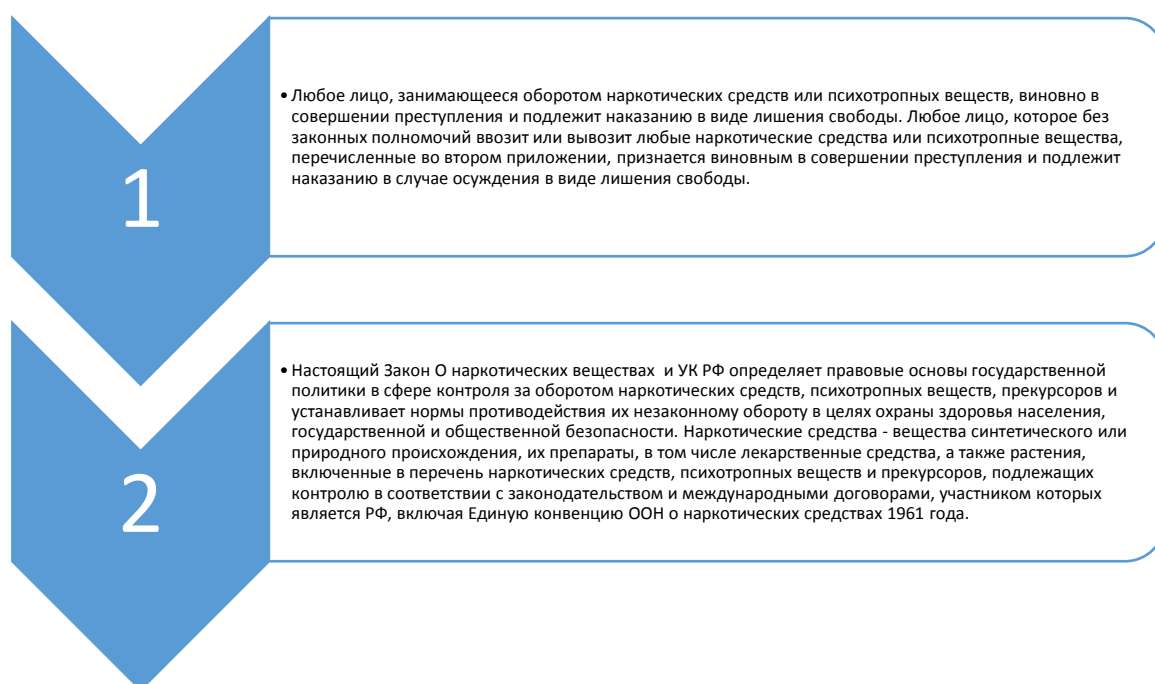 1
• Любое лицо, занимающееся оборотом наркотических средств или психотропных веществ, виновно в
совершении преступления и подлежит наказанию в виде лишения свободы. Любое лицо, которое без
законных полномочий ввозит или вывозит любые наркотические средства или психотропные вещества,
перечисленные во втором приложении, признается виновным в совершении преступления и подлежит
наказанию в случае осуждения в виде лишения свободы.
2
• Настоящий Закон О наркотических веществах  и УК РФ определяет правовые основы государственной
политики в сфере контроля за оборотом наркотических средств, психотропных веществ, прекурсоров и
устанавливает нормы противодействия их незаконному обороту в целях охраны здоровья населения,
государственной и общественной безопасности. Наркотические средства - вещества синтетического или
природного происхождения, их препараты, в том числе лекарственные средства, а также растения,
включенные в перечень наркотических средств, психотропных веществ и прекурсоров, подлежащих
контролю в соответствии с законодательством и международными договорами, участником которых
является РФ, включая Единую конвенцию ООН о наркотических средствах 1961 года.